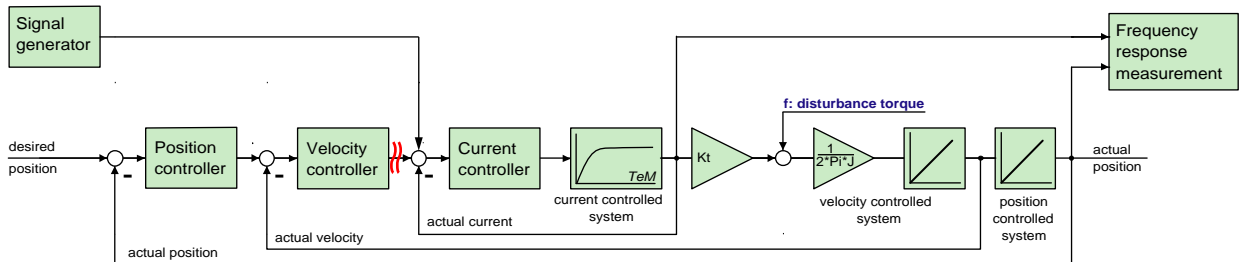 Signal
generator
Frequency
response
measurement
f: disturbance torque
desired
position
Position
controller
Velocity
controller
Current
controller
TeM
Kt
1
2*Pi*J
actual
position
-
-
-
current controlled
system
velocity controlled
system
position
controlled
system
actual current
actual velocity
actual position